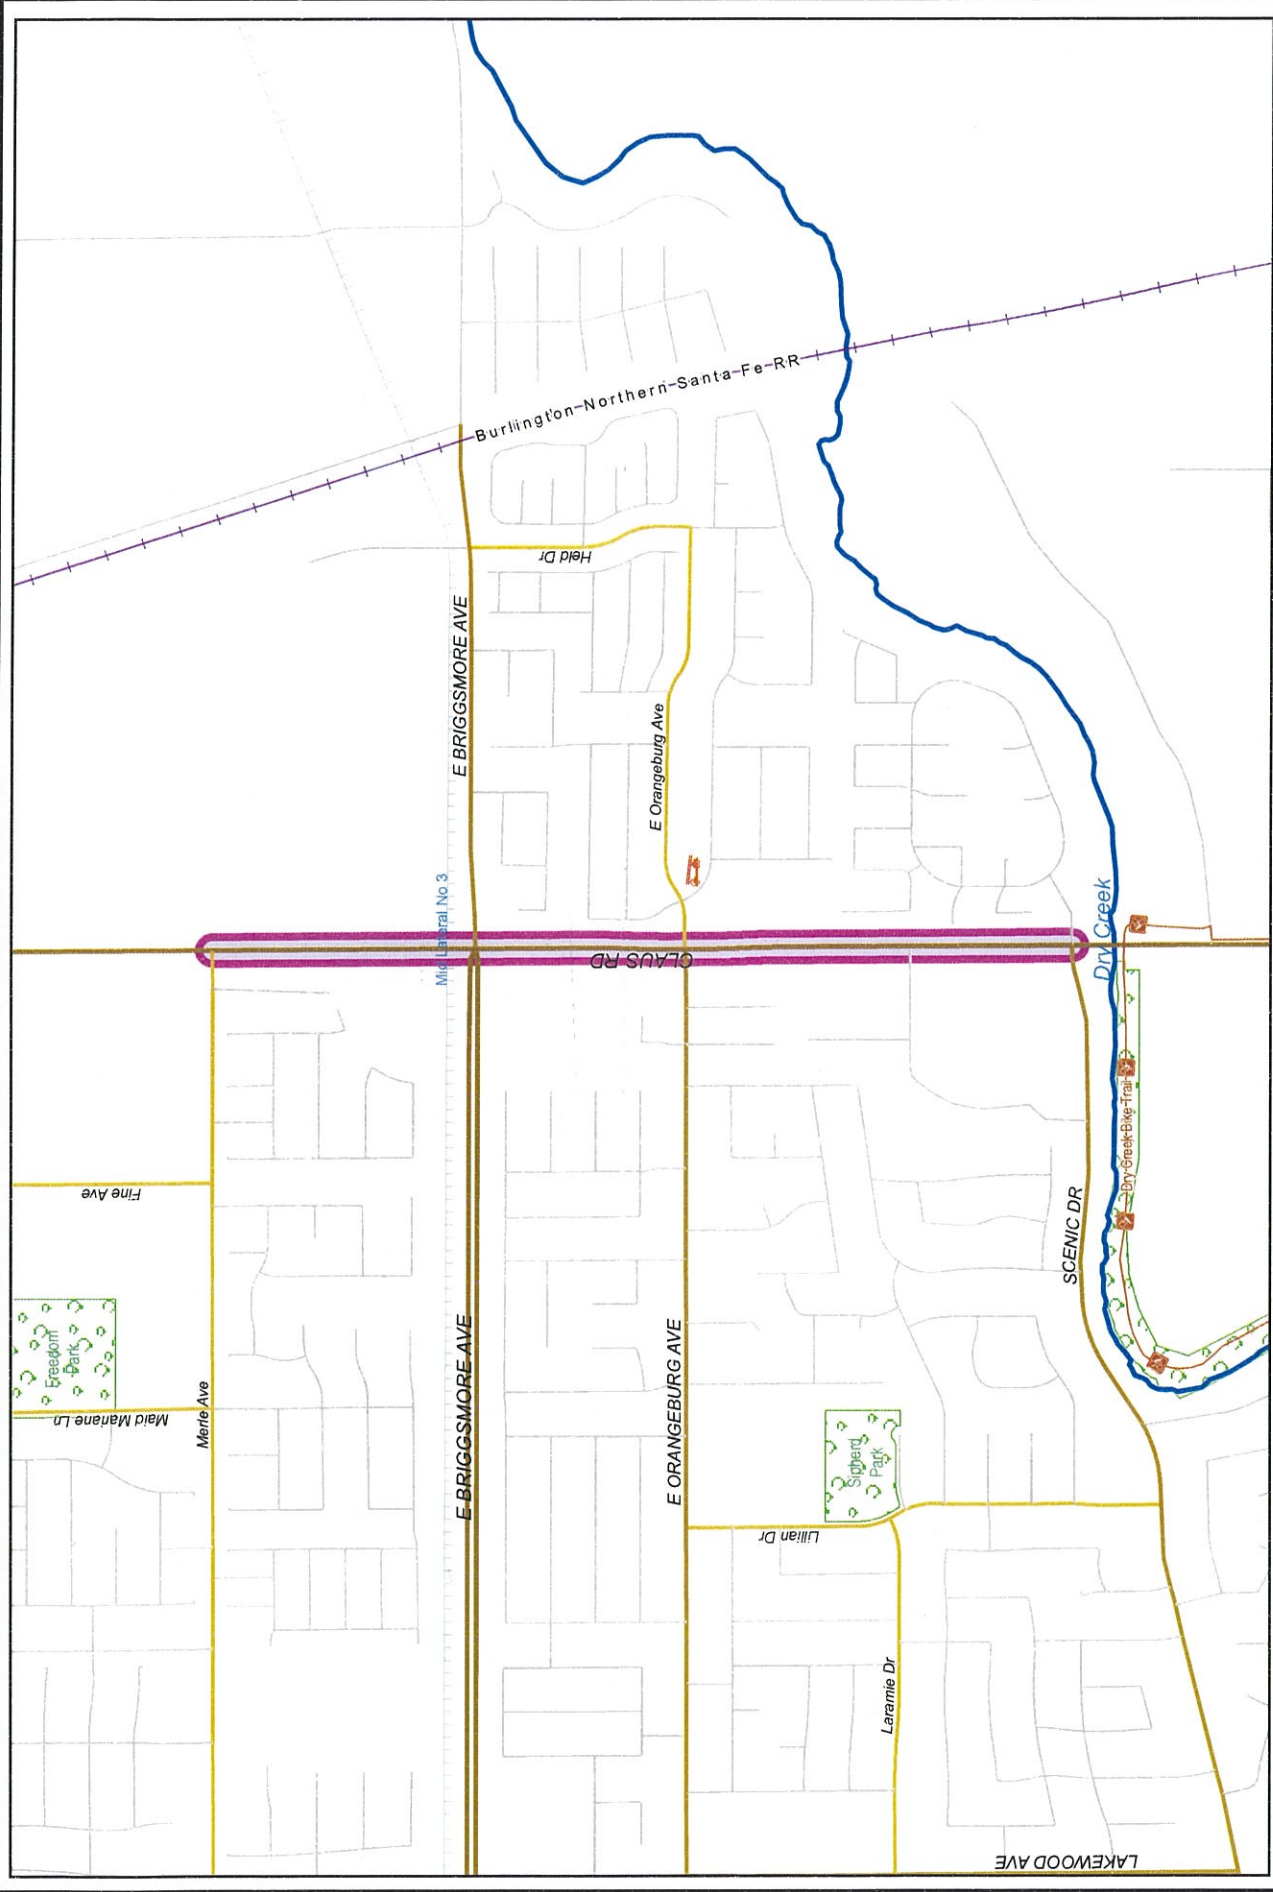 Burlington-Northern-Santa-Fe-RR
Held Dr
E BRIGGSMORE AVE
E Orangeburg Ave
Mid Lateral No 3
CLAUS RD
Dry Creek
Dry-Creek-Bike-Trail
Fine Ave
SCENIC DR
Freedom
Park
Maid Mariane Ln
Merle Ave
E BRIGGSMORE AVE
E ORANGEBURG AVE
Sipherd
Park
Lillian Dr
Laramie Dr
LAKEWOOD AVE